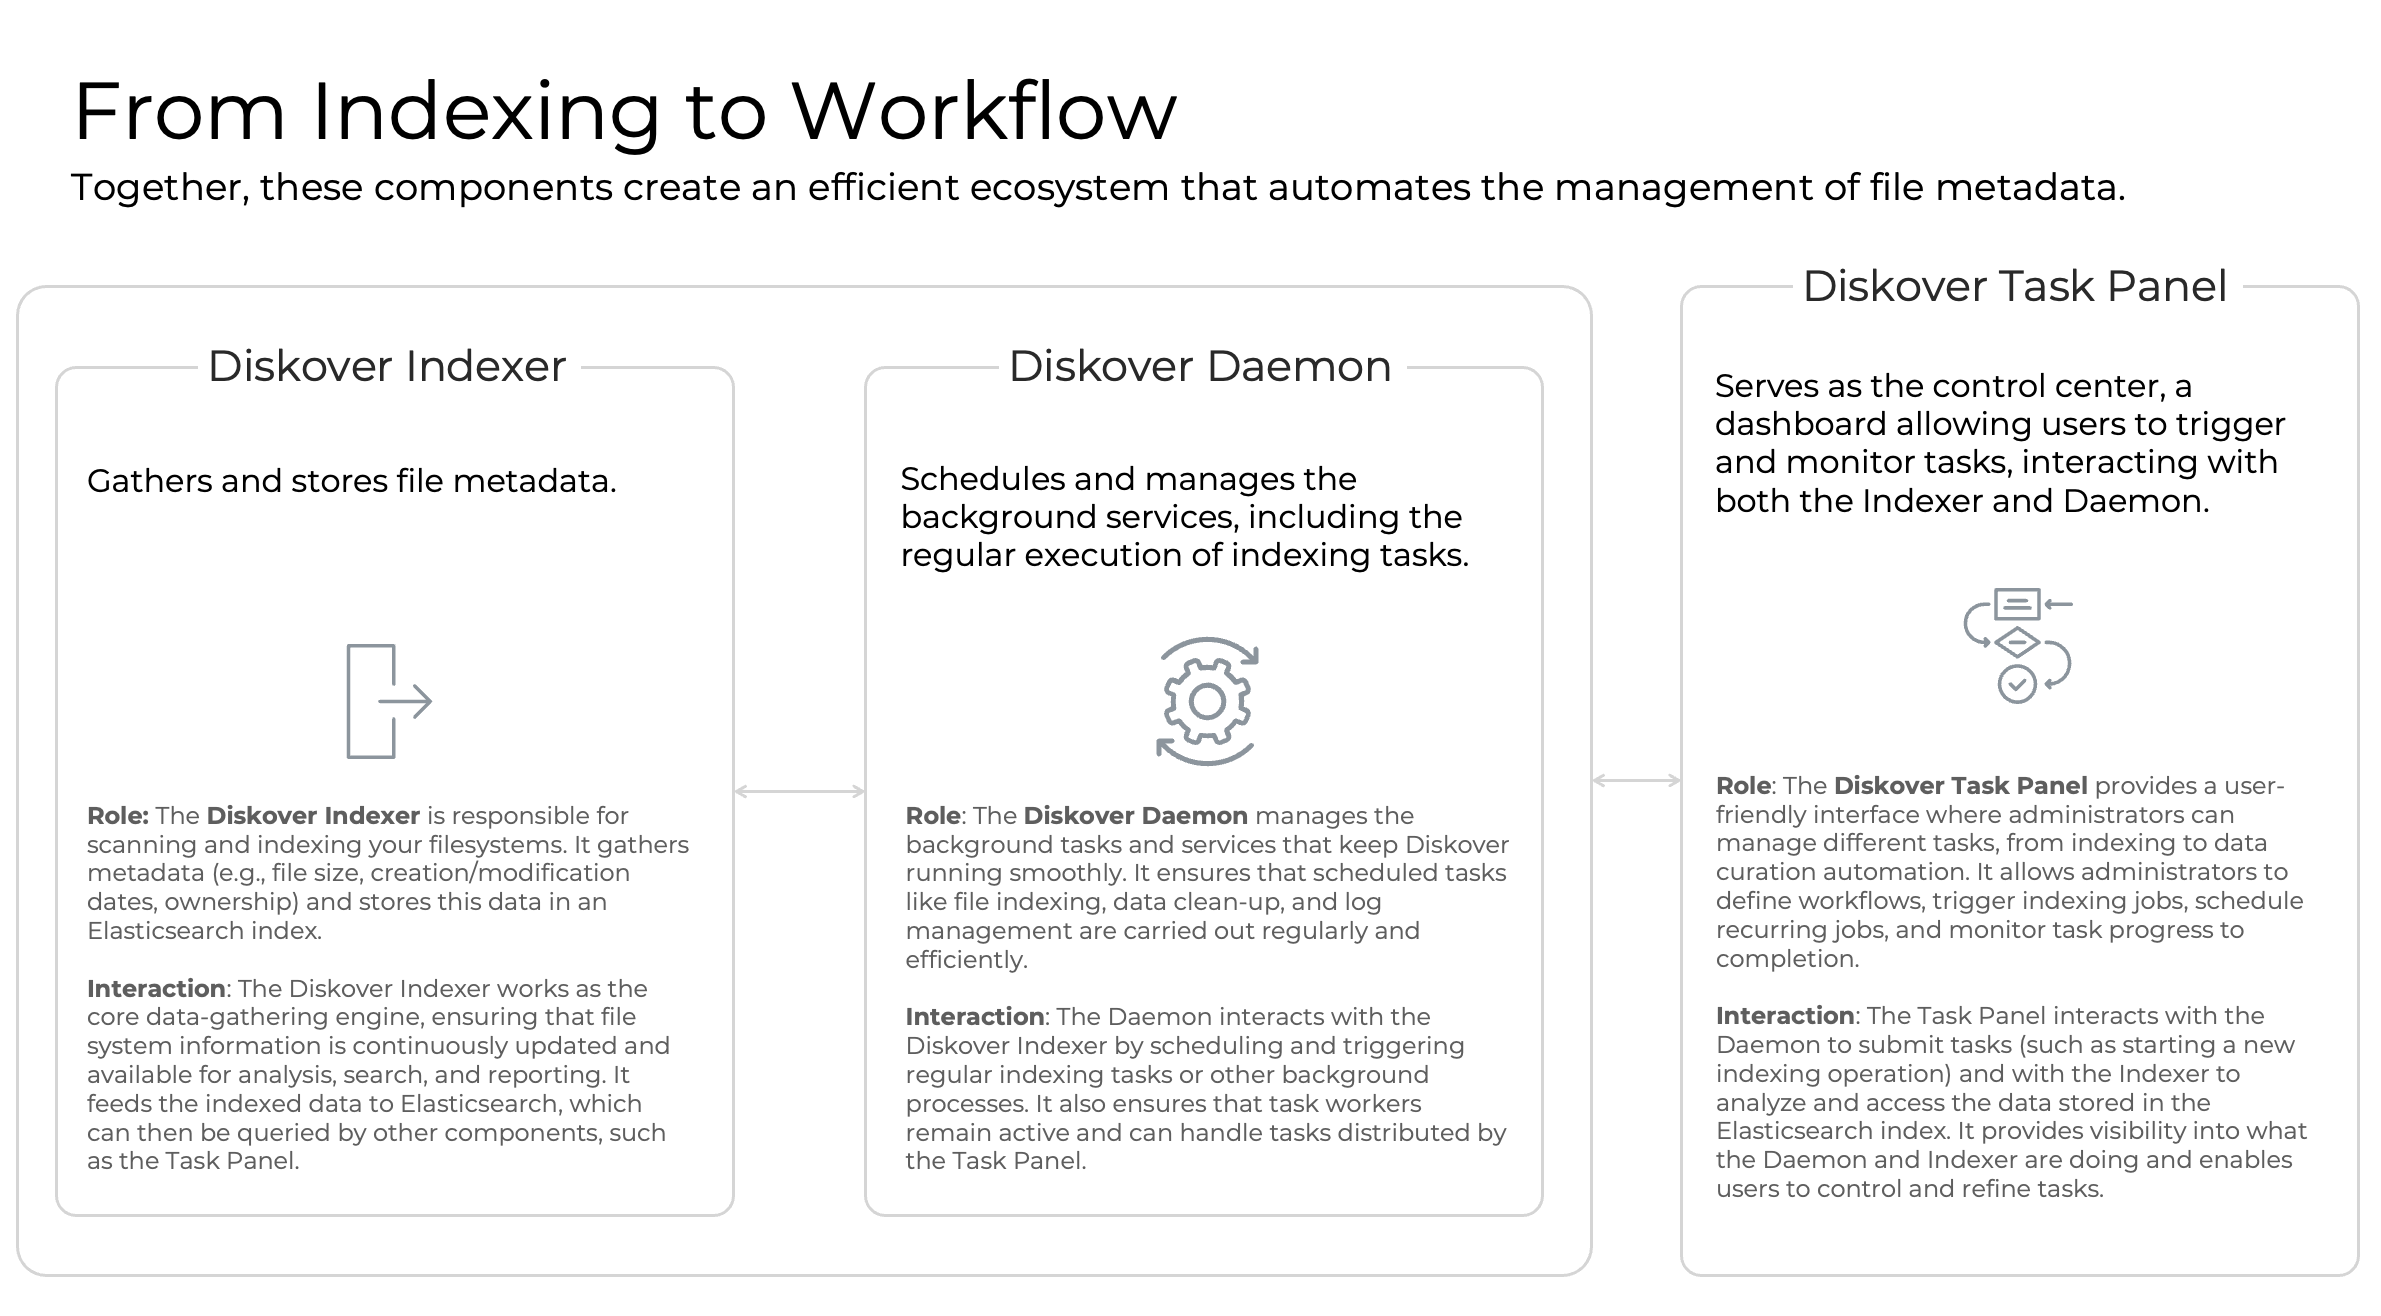 From Indexing to Workflow
Together, these components create an efficient ecosystem that automates the management of file metadata.
Diskover Indexer
Gathers and stores file metadata.
Role: The Diskover Indexer is responsible for
scanning and indexing your filesystems. It gathers
metadata (e.g., file size, creation/modification
dates, ownership) and stores this data in an
Elasticsearch index.
Interaction: The Diskover Indexer works as the
core data-gathering engine, ensuring that file
system information is continuously updated and
available for analysis, search, and reporting. It
feeds the indexed data to Elasticsearch, which
can then be queried by other components, such
as the Task Panel.
Diskover Daemon
Schedules and manages the
background services, including the
regular execution of indexing tasks.
Role: The Diskover Daemon manages the
background tasks and services that keep Diskover
running smoothly. It ensures that scheduled tasks
like file indexing, data clean-up, and log
management are carried out regularly and
efficiently.
Interaction: The Daemon interacts with the
Diskover Indexer by scheduling and triggering
regular indexing tasks or other background
processes. It also ensures that task workers
remain active and can handle tasks distributed by
the Task Panel.
Diskover Task Panel
Serves as the control center, a
dashboard allowing users to trigger
and monitor tasks, interacting with
both the Indexer and Daemon.
Role: The Diskover Task Panel provides a user-
friendly interface where administrators can
manage different tasks, from indexing to data
curation automation. It allows administrators to
define workflows, trigger indexing jobs, schedule
recurring jobs, and monitor task progress to
completion.
Interaction: The Task Panel interacts with the
Daemon to submit tasks (such as starting a new
indexing operation) and with the Indexer to
analyze and access the data stored in the
Elasticsearch index. It provides visibility into what
the Daemon and Indexer are doing and enables
users to control and refine tasks.